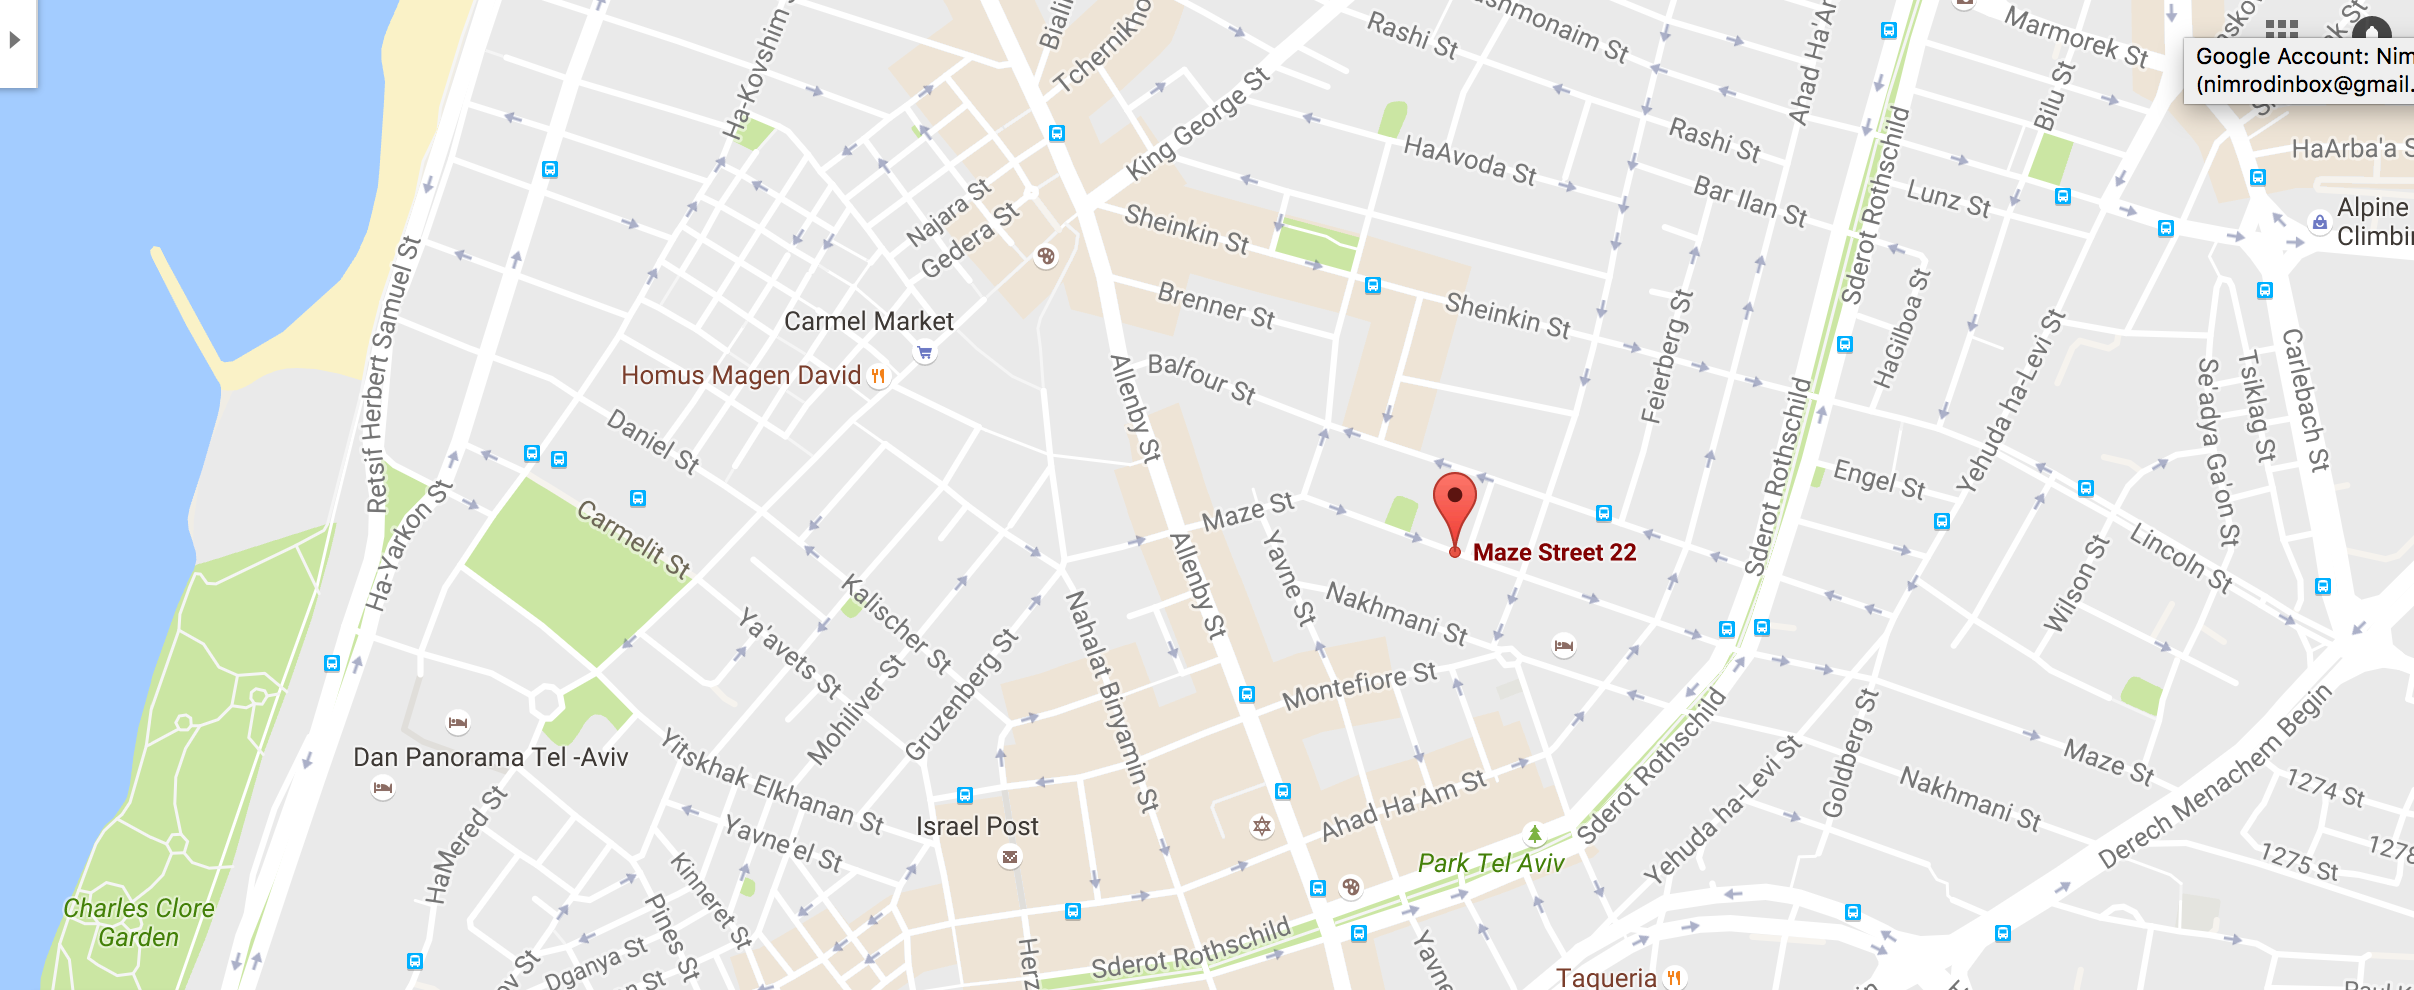 Google Account: Nim
(nimrodinbox@gmail.
Marmorek St
Rashi St
Ha-Kovshim
King George St
HaAvoda St
Rashi St
Bilu St
HaArba'a S
Bar Ilan St
Lunz St
Najara St
Gedera St
Sheinkin St
Sderot Rothschild
Alpine
Climbin
Retsif Herbert Samuel St
Brenner St
Sheinkin St
Feierberg St
HaGilboa St
Yehuda ha-Levi St
Carmel Market
Homus Magen David
Allenby St
Balfour St
Se'adya Ga'on St
Tsiklag St
Carlebach St
Daniel St
Sderot Rothschild
Engel St
Ha-Yarkon St
Carmelit St
Maze St
Maze Street 22
Yavne St
Allenby St
Nakhmani St
Lincoln St
Wilson St
Kalischer St
Ya'avets St
Nahalat Binyamin St
Mohiliver St
Gruzenberg St
Montefiore St
Dan Panorama Tel -Aviv
Yitskhak Elkhanan St
Sderot Rothschild
Goldberg St
Yehuda ha-Levi St
Maze St
Nakhmani St
Derech Menachem Begin
1274 St
1275 St
1278
HaMered St
Israel Post
Yavne'el St
Ahad Ha'Am St
Park Tel Aviv
Kinneret St
Pines St
Charles Clore
Garden
Dganya St
Sderot Rothschild
Yavne
Herz
Taqueria
Tchernikho
Bialik
Ahad Ha'Ar